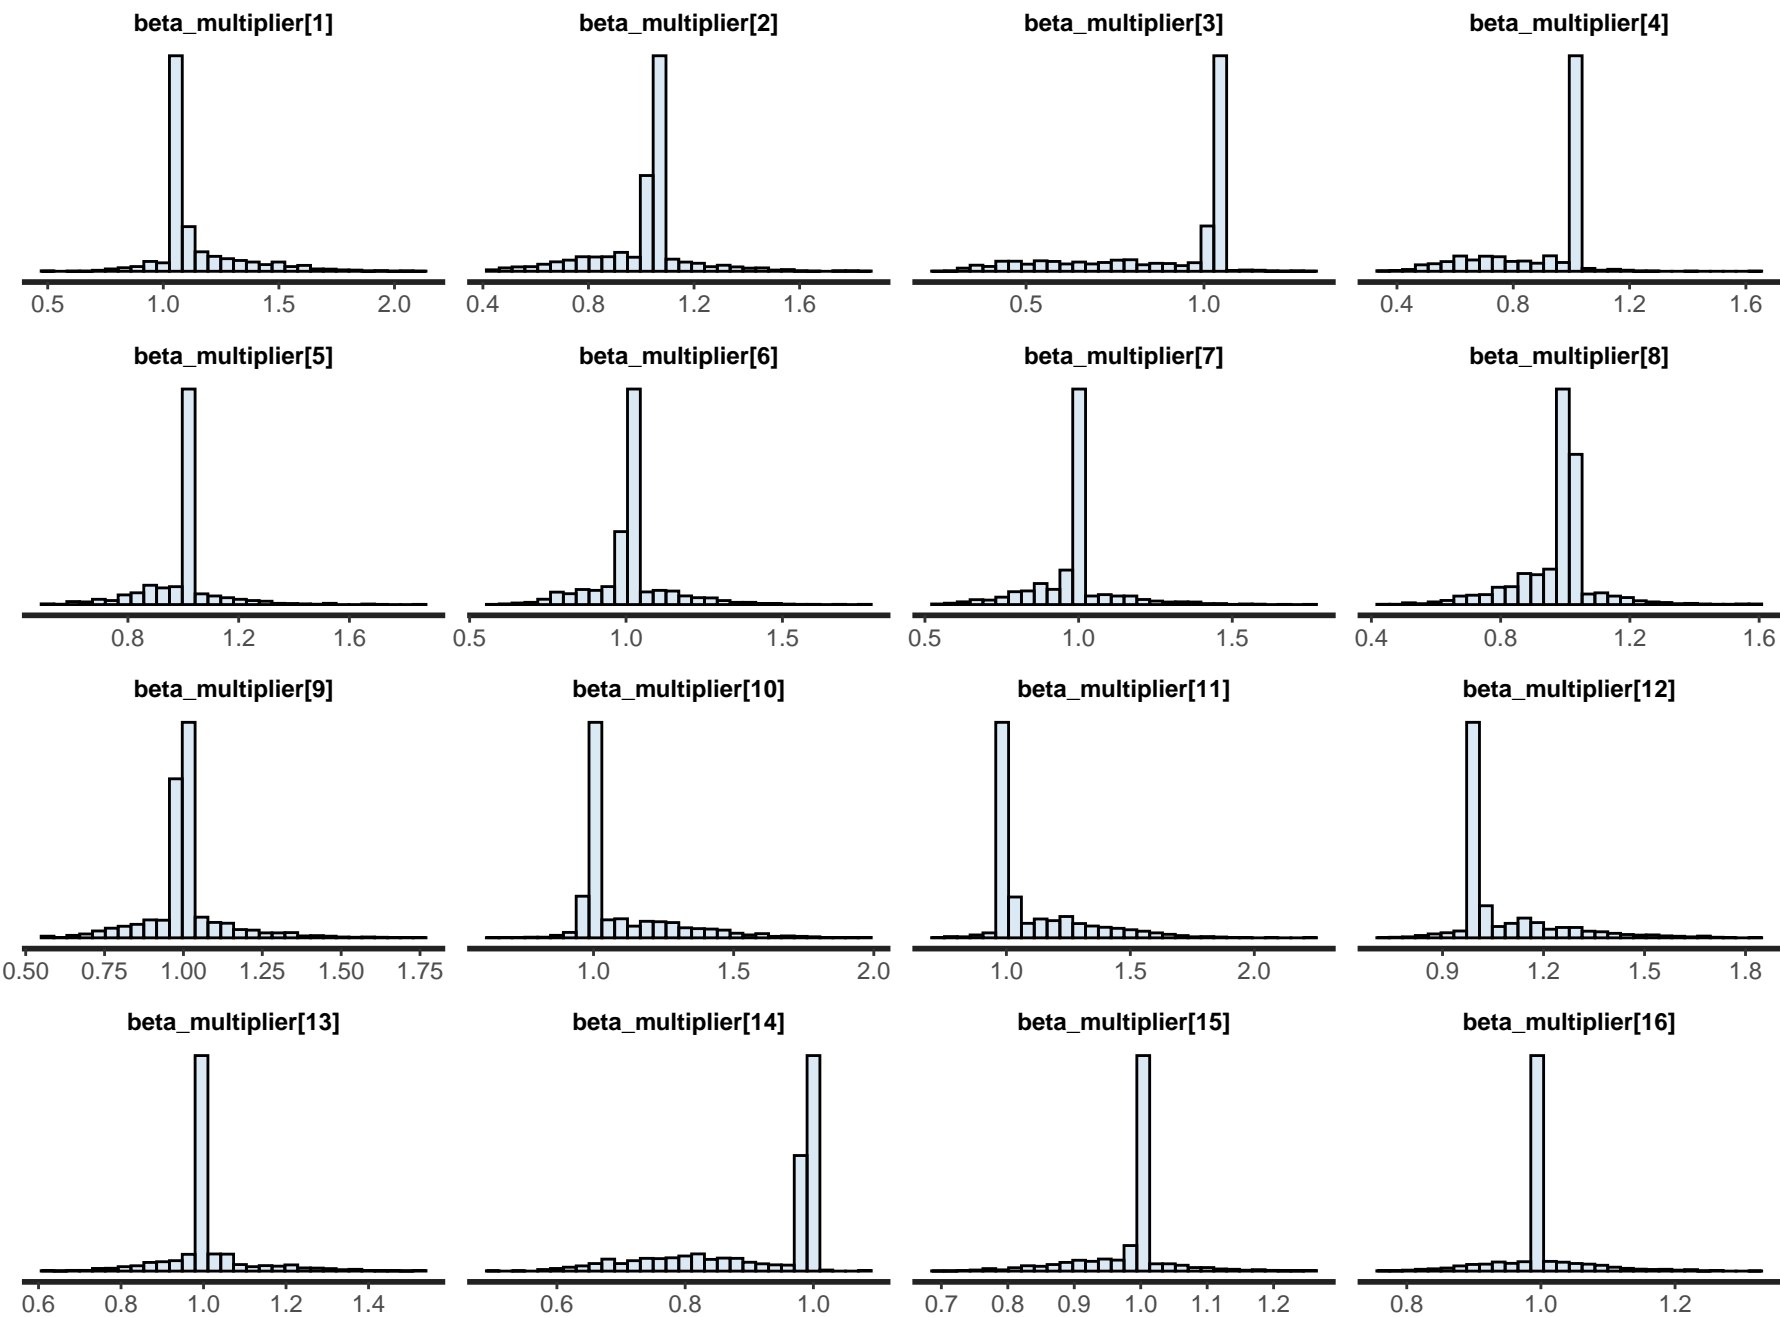 beta_multiplier[1] beta_multiplier[2] beta_multiplier[3] beta_multiplier[4]
0.5 1.0 1.5 2.0 0.4 0.8 1.2 1.6 0.5 1.0 0.4 0.8 1.2 1.6
beta_multiplier[5] beta_multiplier[6] beta_multiplier[7] beta_multiplier[8]
0.8 1.2 1.6 0.5 1.0 1.5 0.5 1.0 1.5 0.4 0.8 1.2 1.6
beta_multiplier[9] beta_multiplier[10] beta_multiplier[11] beta_multiplier[12]
0.50 0.75 1.00 1.25 1.50 1.75 1.0 1.5 2.0 1.0 1.5 2.0 0.9 1.2 1.5 1.8
beta_multiplier[13] beta_multiplier[14] beta_multiplier[15] beta_multiplier[16]
0.6 0.8 1.0 1.2 1.4 0.6 0.8 1.0 0.7 0.8 0.9 1.0 1.1 1.2 0.8 1.0 1.2